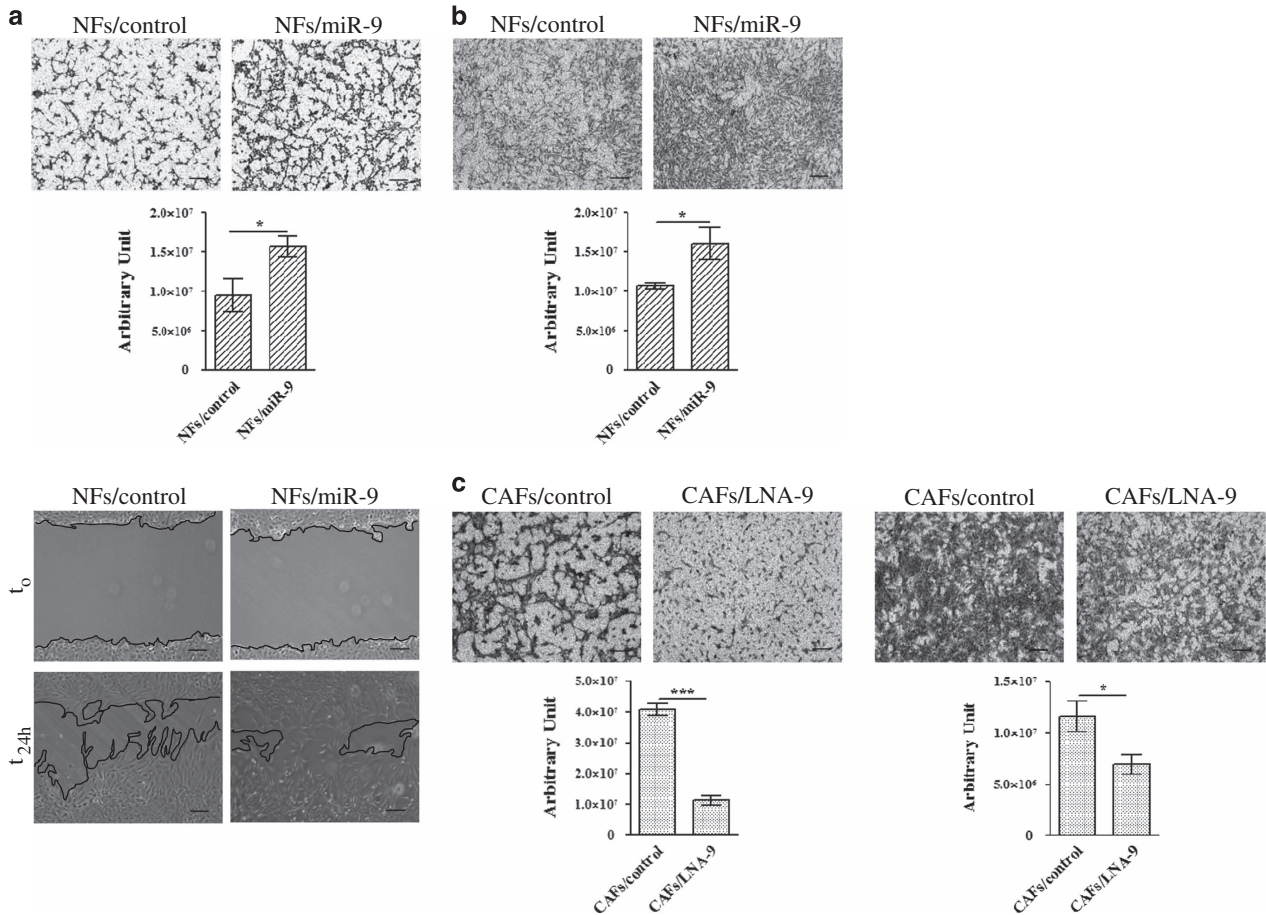 a
NFs/control NFs/miR-9
2.0×10⁷
1.5×10⁷
1.0×10⁷
5.0×10⁶
0
Arbitrary Unit
*
NFs/control
NFs/miR-9
b
NFs/control NFs/miR-9
2.0×10⁷
1.5×10⁷
1.0×10⁷
5.0×10⁶
0
Arbitrary Unit
*
NFs/control
NFs/miR-9
NFs/control NFs/miR-9
t₀
t24h
c
CAFs/control CAFs/LNA-9
5.0×10⁷
4.0×10⁷
3.0×10⁷
2.0×10⁷
1.0×10⁷
0
Arbitrary Unit
***
CAFs/control
CAFs/LNA-9
CAFs/control CAFs/LNA-9
1.5×10⁷
1.0×10⁷
5.0×10⁶
0
Arbitrary Unit
*
CAFs/control
CAFs/LNA-9